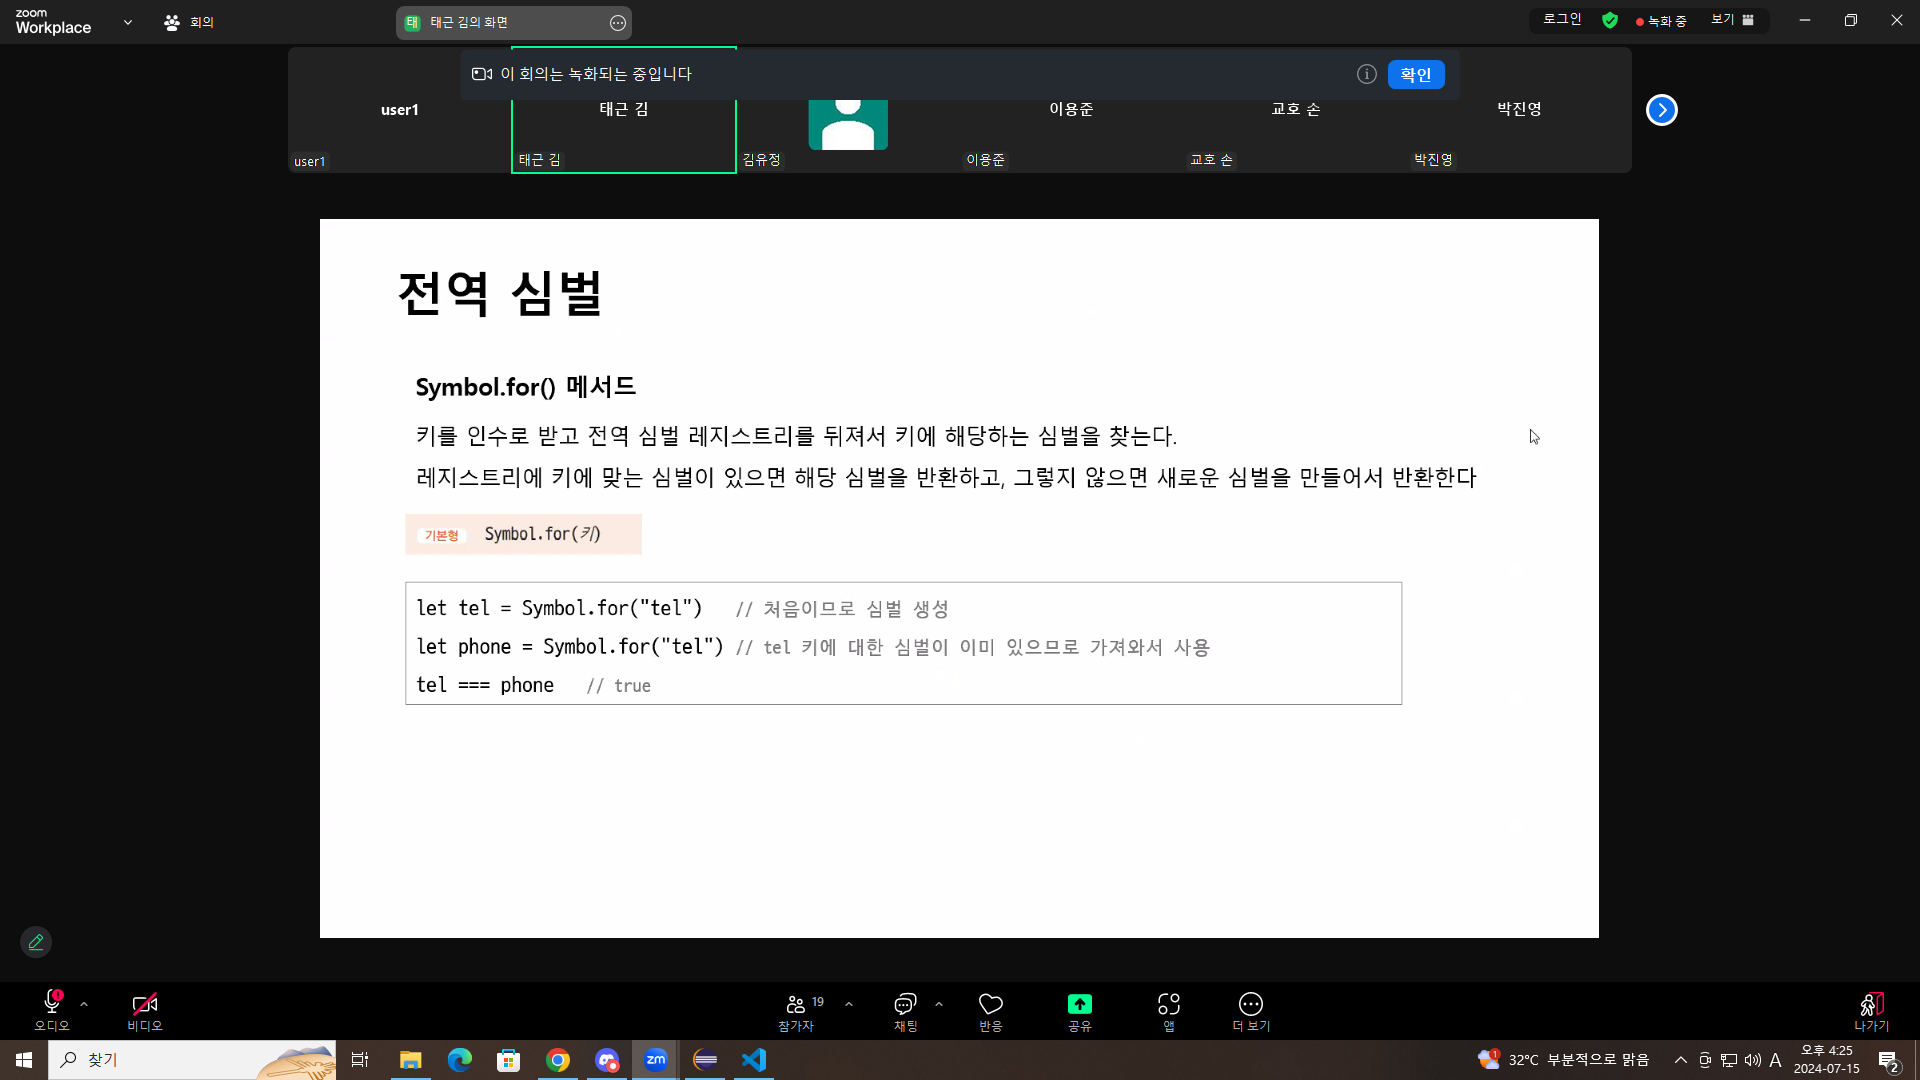 zoom
Workplace
회의
태 태근 김의 화면
로그인
녹화 중
보기
이 회의는 녹화되는 중입니다
확인
user1
태근 김
이용준
교호 손
박진영
user1
태근 김
김유정
이용준
교호 손
박진영
전역 심벌
Symbol.for() 메서드
키를 인수로 받고 전역 심벌 레지스트리를 뒤져서 키에 해당하는 심벌을 찾는다.
레지스트리에 키에 맞는 심벌이 있으면 해당 심벌을 반환하고, 그렇지 않으면 새로운 심벌을 만들어서 반환한다
기본형 Symbol.for(키)
let tel = Symbol.for("tel") // 처음이므로 심벌 생성
let phone = Symbol.for("tel") // tel 키에 대한 심벌이 이미 있으므로 가져와서 사용
tel === phone // true
오디오
비디오
19
참가자
채팅
반응
공유
앱
더 보기
나가기
찾기
zm
1
32°C 부분적으로 맑음
A
오후 4:25
2024-07-15
2